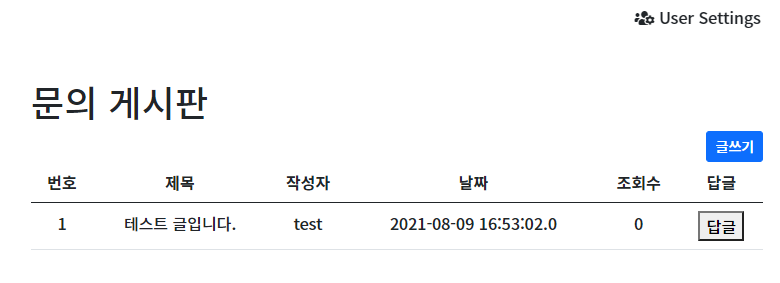 User Settings
문의 게시판
글쓰기
번호 제목 작성자 날짜 조회수 답글
1 테스트 글입니다. test 2021-08-09 16:53:02.0 0 답글